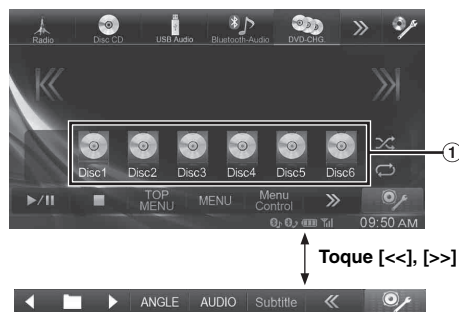 Radio Disc CD USB Audio Bluetooth-Audio DVD-CHG.
Disc1 Disc2 Disc3 Disc4 Disc5 Disc6
1
TOP MENU MENU Menu Control
09:50 AM
Toque [<<], [>>]
ANGLE AUDIO Subtitle